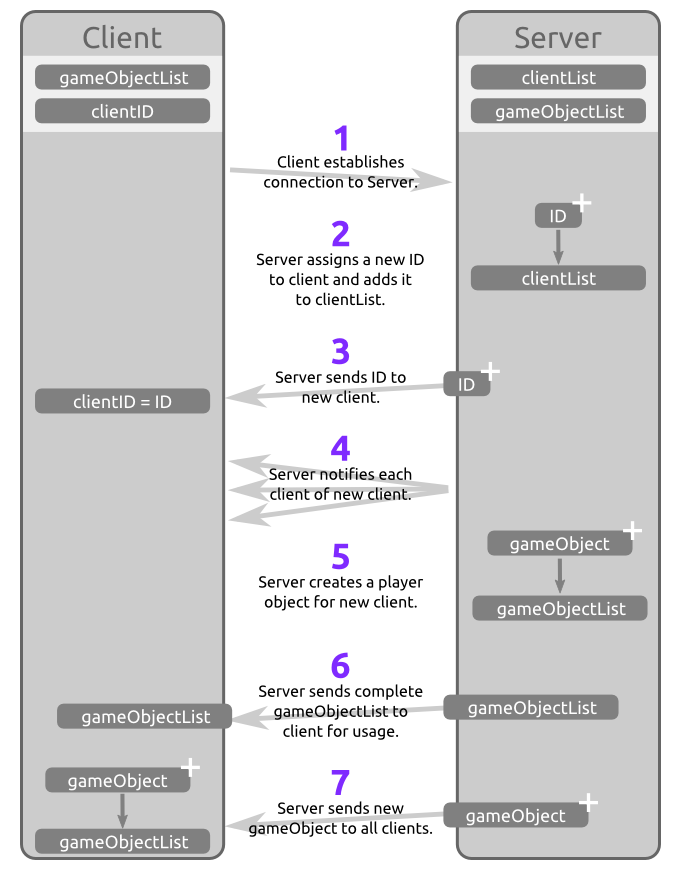 Client
Server
gameObjectList
clientID
clientList
gameObjectList
1
Client establishes
connection to Server.
2
Server assigns a new ID
to client and adds it
to clientList.
ID
clientList
3
Server sends ID to
new client.
ID
clientID = ID
4
Server notifies each
client of new client.
5
Server creates a player
object for new client.
gameObject
gameObjectList
6
Server sends complete
gameObjectList to
client for usage.
gameObjectList
gameObjectList
7
Server sends new
gameObject to all clients.
gameObject
gameObject
gameObjectList